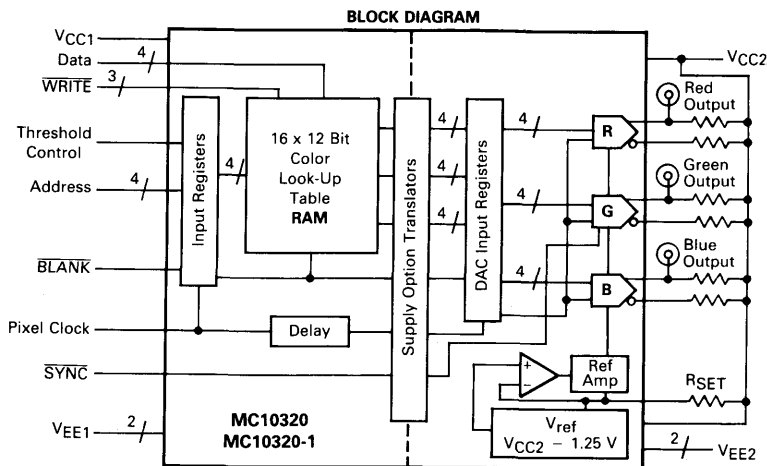 BLOCK DIAGRAM
VCC1
Data
4
WRITE
3
Threshold
Control
Address
4
BLANK
Pixel Clock
SYNC
VEE1
2
Input Registers
4
16 x 12 Bit
Color
Look-Up
Table
RAM
Delay
Supply Option Translators
4
4
4
DAC Input Registers
4
4
4
R
G
B
VCC2
Red
Output
Green
Output
Blue
Output
+
−
Ref
Amp
RSET
Vref
VCC2 − 1.25 V
2
VEE2
MC10320
MC10320-1